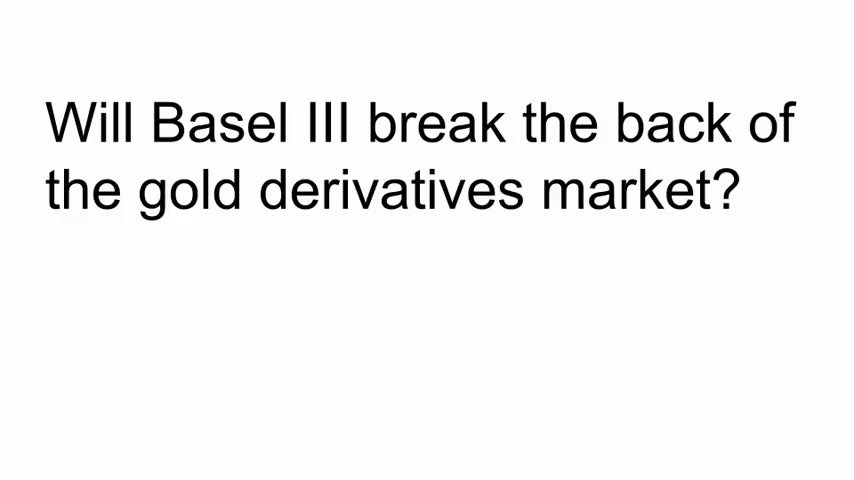 Will Basel III break the back of
the gold derivatives market?